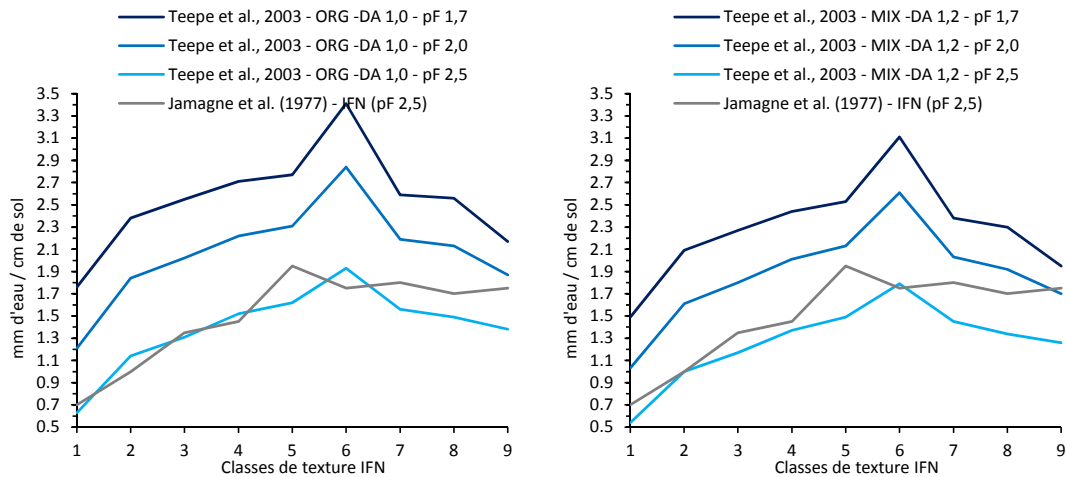 Teepe et al., 2003 - ORG -DA 1,0 - pF 1,7
Teepe et al., 2003 - ORG -DA 1,0 - pF 2,0
Teepe et al., 2003 - ORG -DA 1,0 - pF 2,5
Jamagne et al. (1977) - IFN (pF 2,5)
mm d'eau / cm de sol
3.5
3.3
3.1
2.9
2.7
2.5
2.3
2.1
1.9
1.7
1.5
1.3
1.1
0.9
0.7
0.5
1 2 3 4 5 6 7 8 9
Classes de texture IFN
Teepe et al., 2003 - MIX -DA 1,2 - pF 1,7
Teepe et al., 2003 - MIX -DA 1,2 - pF 2,0
Teepe et al., 2003 - MIX -DA 1,2 - pF 2,5
Jamagne et al. (1977) - IFN (pF 2,5)
mm d'eau / cm de sol
3.5
3.3
3.1
2.9
2.7
2.5
2.3
2.1
1.9
1.7
1.5
1.3
1.1
0.9
0.7
0.5
1 2 3 4 5 6 7 8 9
Classes de texture IFN